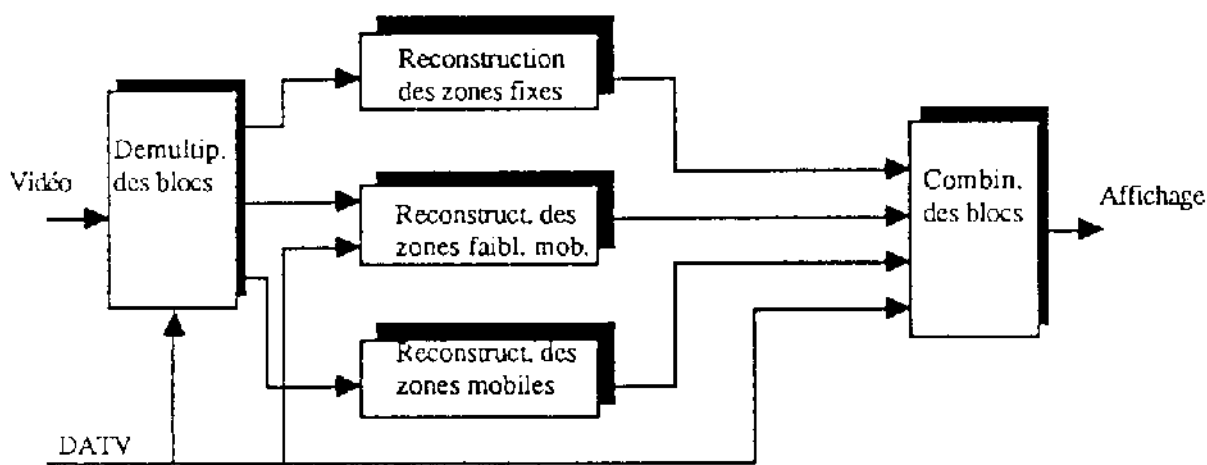 Reconstruction
des zones fixes
Demultip.
des blocs
Vidéo
Reconstruct. des
zones faibl. mob.
Combin.
des blocs
Affichage
Reconstruct. des
zones mobiles
DATV